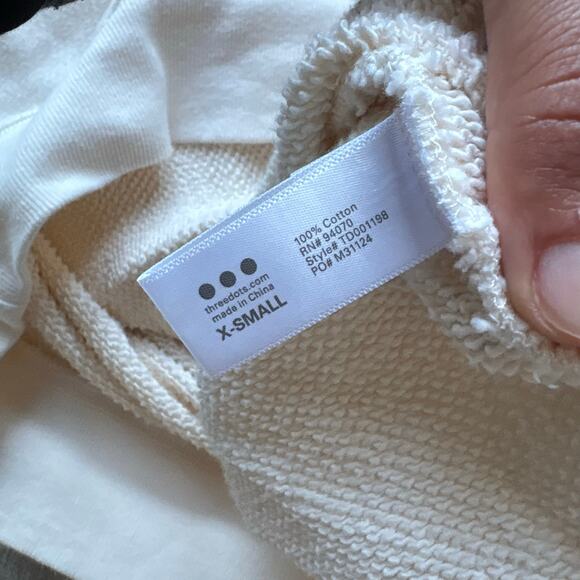 threedots.com
made in China
X-SMALL
100% Cotton
RN# 94070
Style# TD001198
PO# M31124